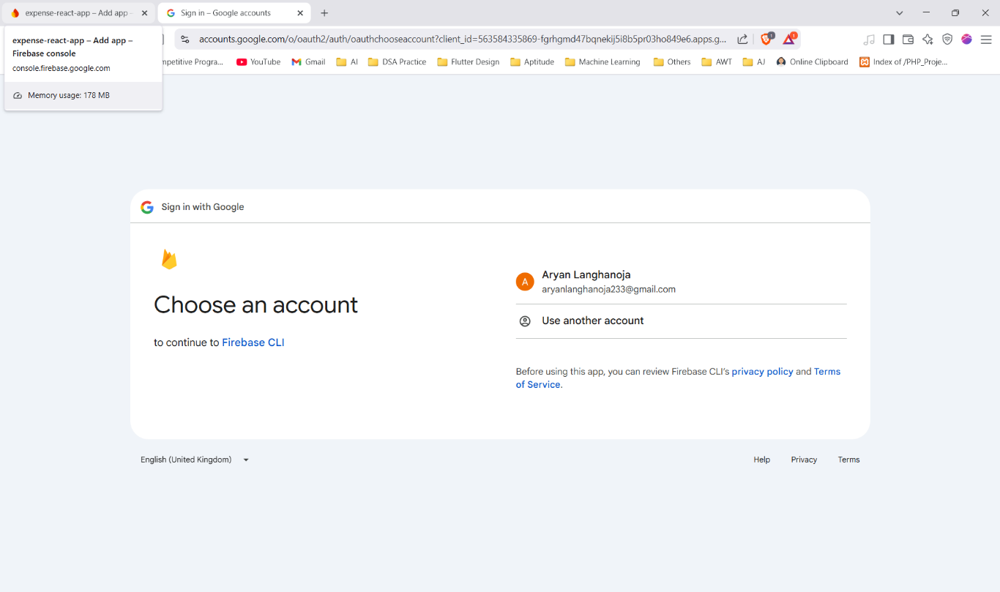 expense-react-app – Add app –
Sign in – Google accounts
expense-react-app – Add app –
Firebase console
console.firebase.google.com
Memory usage: 178 MB
accounts.google.com/o/oauth2/auth/oauthchooseaccount?client_id=563584335869-fgrhgmd47bqnekij5i8b5pr03ho849e6.apps.g...
1
1
mpetitive Progra...
YouTube
Gmail
AI
DSA Practice
Flutter Design
Aptitude
Machine Learning
Others
AWT
AJ
Online Clipboard
Index of /PHP_Proje...
Sign in with Google
Choose an account
to continue to Firebase CLI
A
Aryan Langhanoja
aryanlanghanoja233@gmail.com
Use another account
Before using this app, you can review Firebase CLI's privacy policy and Terms
of Service.
English (United Kingdom)
Help
Privacy
Terms